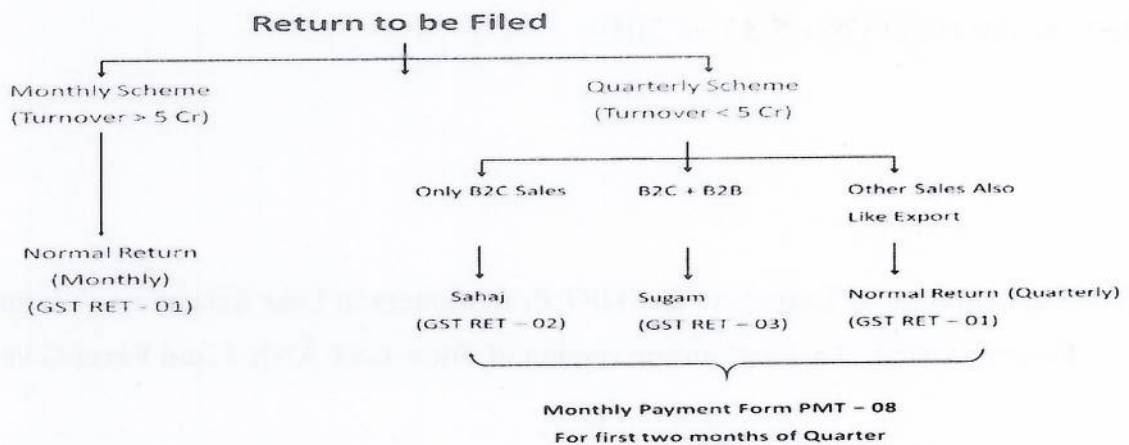 Return to be Filed
Monthly Scheme
(Turnover > 5 Cr)
Quarterly Scheme
(Turnover < 5 Cr)
Only B2C Sales
B2C + B2B
Other Sales Also
Like Export
Normal Return
(Monthly)
(GST RET – 01)
Sahaj
(GST RET – 02)
Sugam
(GST RET – 03)
Normal Return (Quarterly)
(GST RET – 01)
Monthly Payment Form PMT – 08
For first two months of Quarter